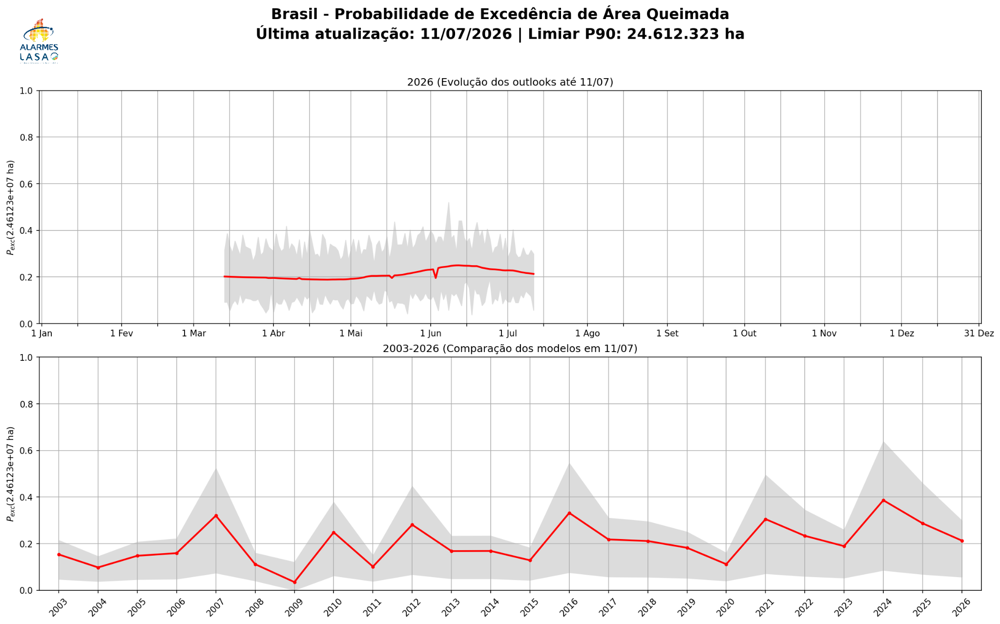 Brasil - Probabilidade de Excedência de Área Queimada
Última atualização: 11/07/2026 | Limiar P90: 24.612.323 ha
ALARMES
LASA
2026 (Evolução dos outlooks até 11/07)
P_exc(2.46123e+07 ha)
1.0
0.8
0.6
0.4
0.2
0.0
1 Jan 1 Fev 1 Mar 1 Abr 1 Mai 1 Jun 1 Jul 1 Ago 1 Set 1 Out 1 Nov 1 Dez 31 Dez
2003-2026 (Comparação dos modelos em 11/07)
P_exc(2.46123e+07 ha)
1.0
0.8
0.6
0.4
0.2
0.0
2003 2004 2005 2006 2007 2008 2009 2010 2011 2012 2013 2014 2015 2016 2017 2018 2019 2020 2021 2022 2023 2024 2025 2026